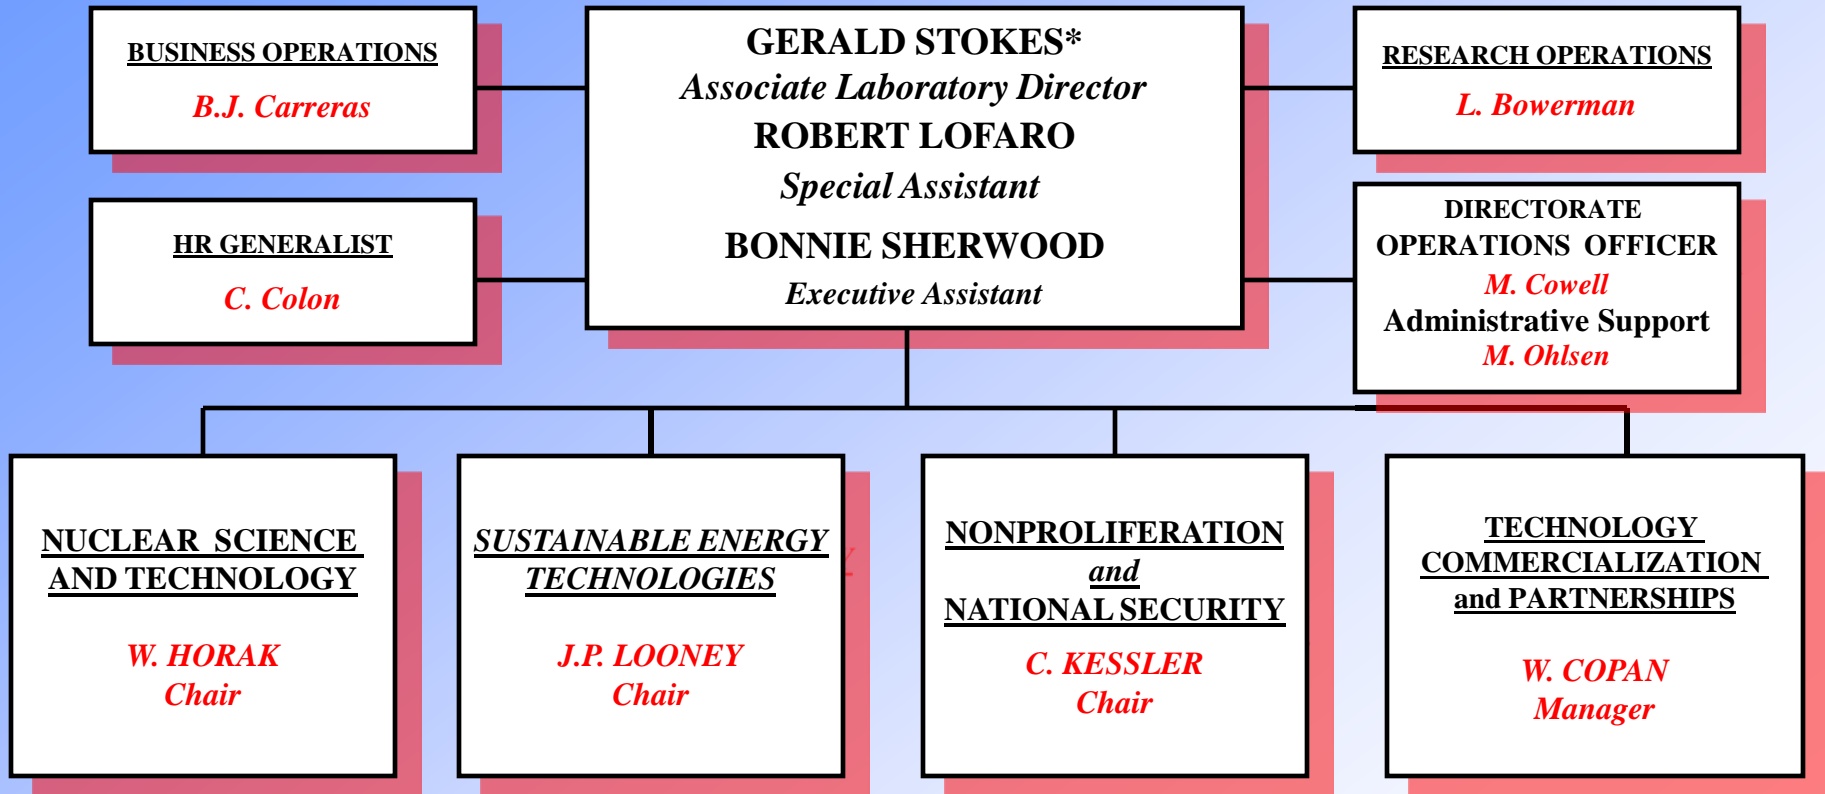 BUSINESS OPERATIONS
B.J. Carreras
GERALD STOKES*
Associate Laboratory Director
ROBERT LOFARO
Special Assistant
BONNIE SHERWOOD
Executive Assistant
RESEARCH OPERATIONS
L. Bowerman
HR GENERALIST
C. Colon
DIRECTORATE
OPERATIONS OFFICER
M. Cowell
Administrative Support
M. Ohlsen
NUCLEAR SCIENCE
AND TECHNOLOGY
W. HORAK
Chair
SUSTAINABLE ENERGY
TECHNOLOGIES
J.P. LOONEY
Chair
NONPROLIFERATION
and
NATIONAL SECURITY
C. KESSLER
Chair
TECHNOLOGY
COMMERCIALIZATION
and PARTNERSHIPS
W. COPAN
Manager